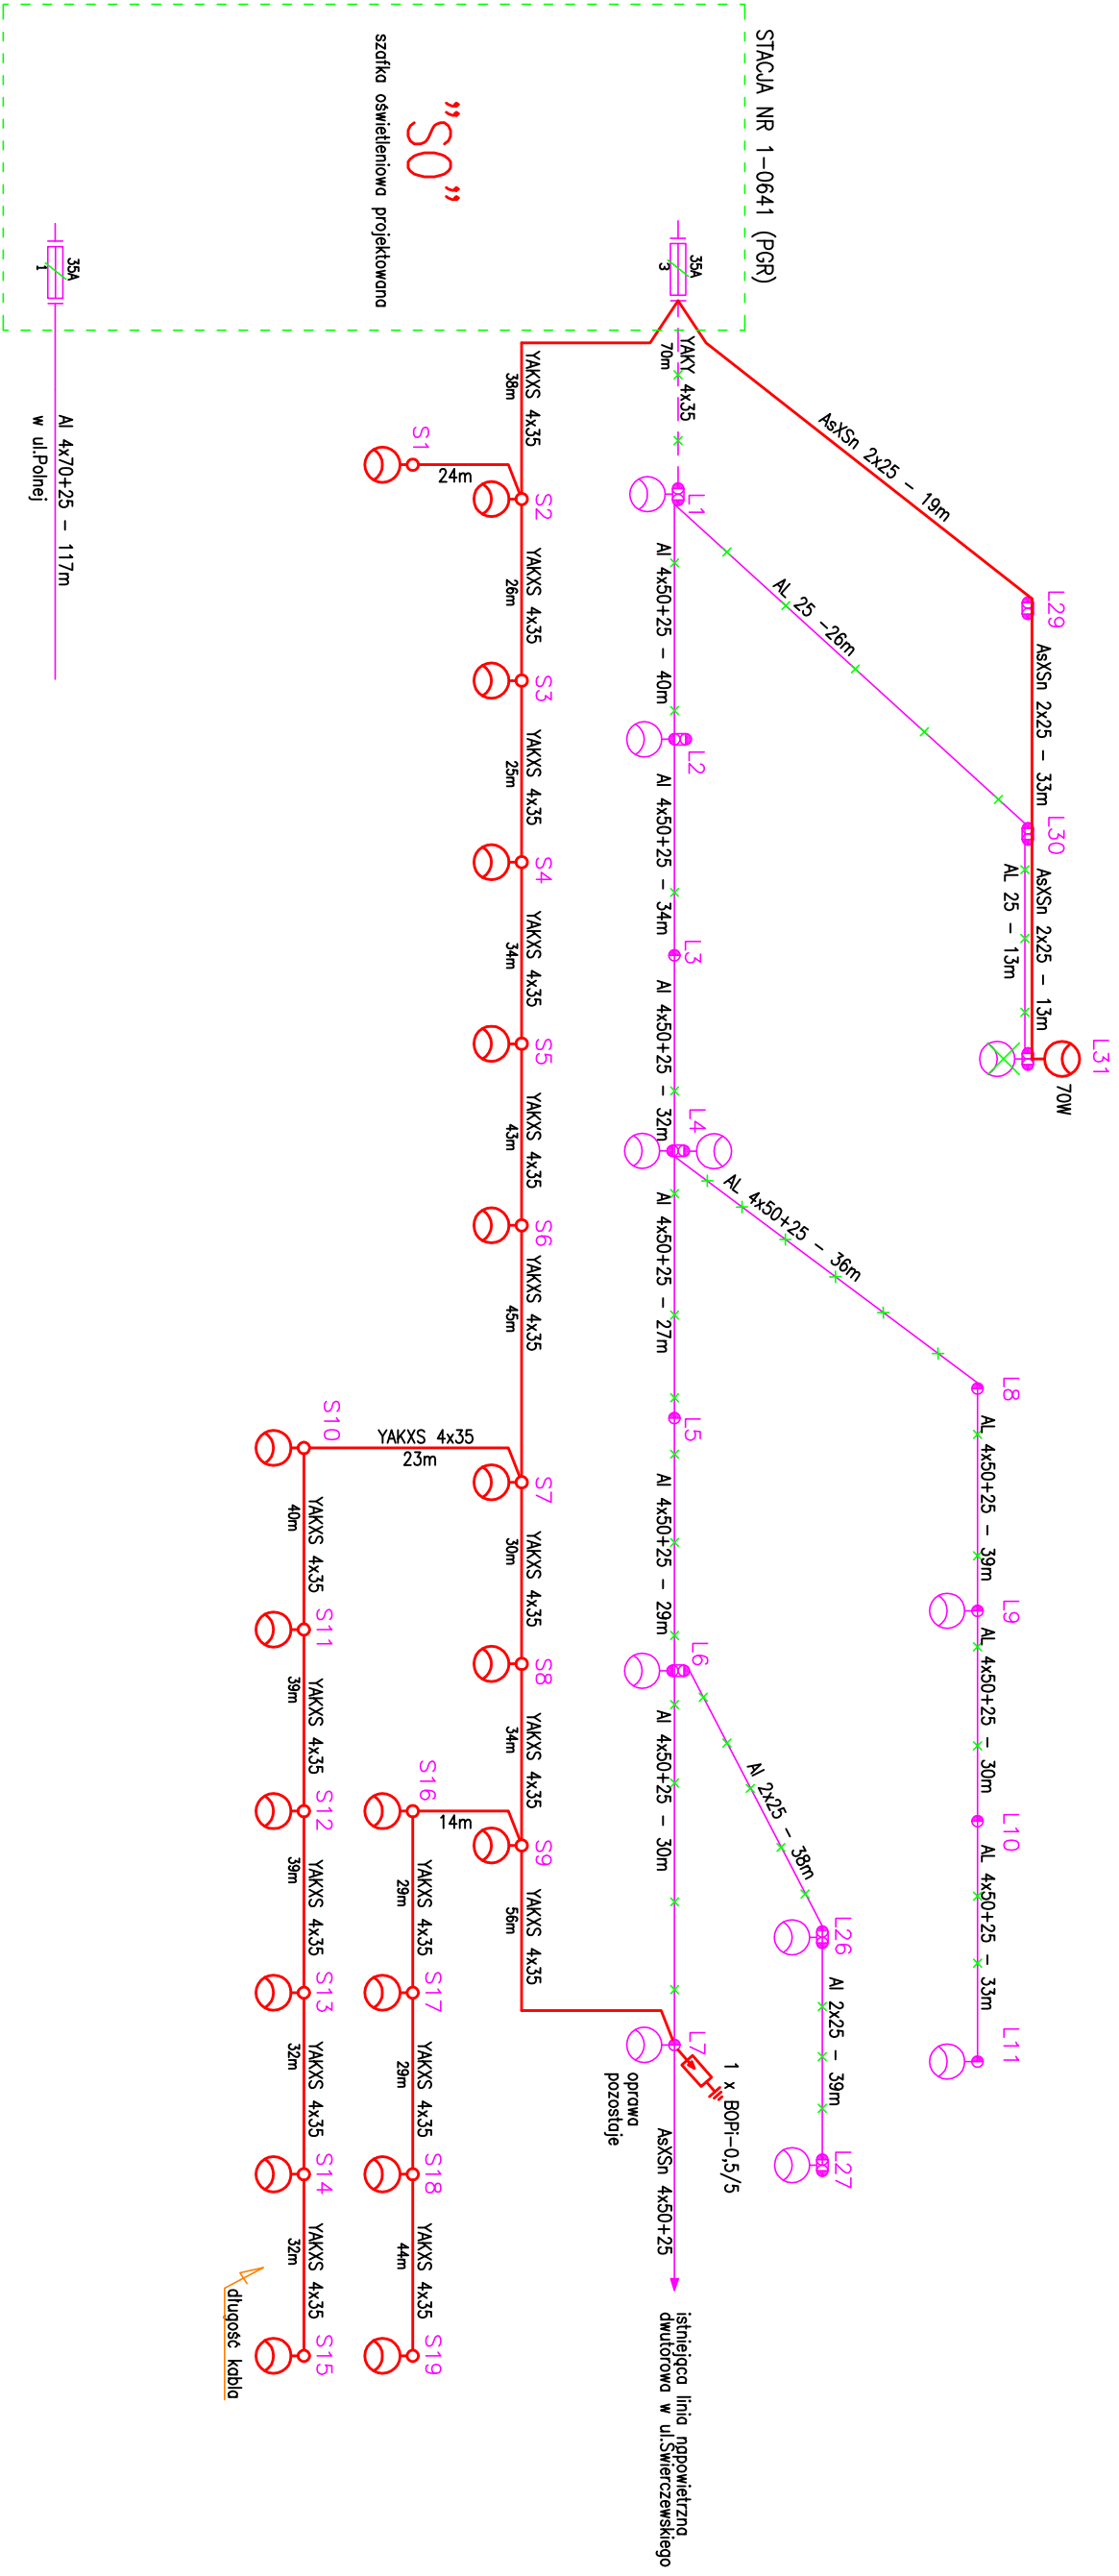 STACJA NR 1-0641 (PGR)
"SO"
szafka oświetleniowa projektowana
35A
3
35A
1
Al 4x70+25 - 117m
w ul.Polnej
AsXSn 2x25 - 19m
L29
AsXSn 2x25 - 33m
L30
AsXSn 2x25 - 13m
AL 25 - 13m
L31
70W
YAKY 4x35
70m
L1
AL 25 -26m
Al 4x50+25 - 40m
L2
Al 4x50+25 - 34m
L3
Al 4x50+25 - 32m
L4
AL 4x50+25 - 36m
L8
AL 4x50+25 - 39m
L9
AL 4x50+25 - 30m
L10
AL 4x50+25 - 33m
L11
Al 4x50+25 - 27m
L5
Al 4x50+25 - 29m
L6
Al 2x25 - 38m
L26
Al 2x25 - 39m
L27
Al 4x50+25 - 30m
L7
1 x BOPi-0,5/5
oprawa
pozostaje
AsXSn 4x50+25
istniejąca linia napowietrzna
dwutorowa w ul.Świerczewskiego
YAKXS 4x35
38m
S1
24m
S2
YAKXS 4x35
26m
S3
YAKXS 4x35
25m
S4
YAKXS 4x35
34m
S5
YAKXS 4x35
43m
S6
YAKXS 4x35
45m
S7
YAKXS 4x35
30m
S8
YAKXS 4x35
34m
S9
YAKXS 4x35
56m
YAKXS 4x35
23m
S10
YAKXS 4x35
40m
S11
YAKXS 4x35
39m
S12
YAKXS 4x35
39m
S13
YAKXS 4x35
32m
S14
YAKXS 4x35
32m
S15
14m
S16
YAKXS 4x35
29m
S17
YAKXS 4x35
29m
S18
YAKXS 4x35
44m
S19
długość kabla